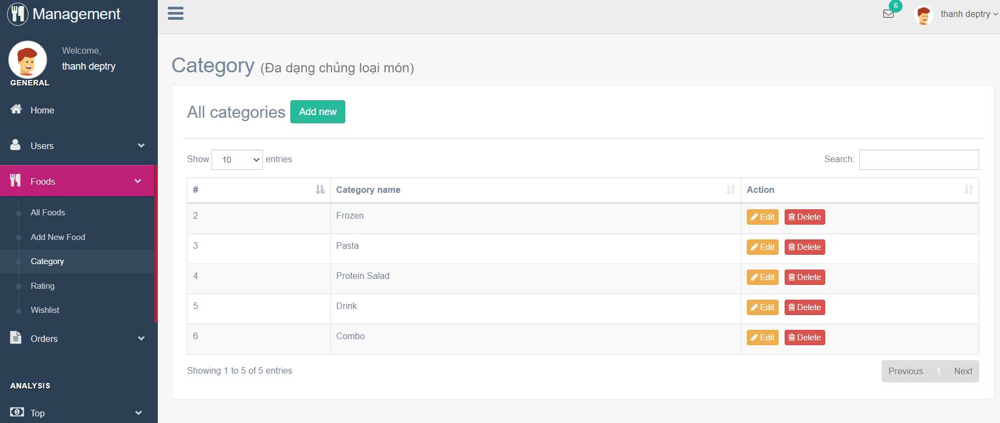 Management
6
thanh deptry
Welcome,
thanh deptry
GENERAL
Home
Users
Foods
All Foods
Add New Food
Category
Rating
Wishlist
Orders
ANALYSIS
Top
Category (Đa dạng chủng loại món)
All categories Add new
Show 10 entries Search:
# Category name Action
2 Frozen Edit Delete
3 Pasta Edit Delete
4 Protein Salad Edit Delete
5 Drink Edit Delete
6 Combo Edit Delete
Showing 1 to 5 of 5 entries Previous 1 Next